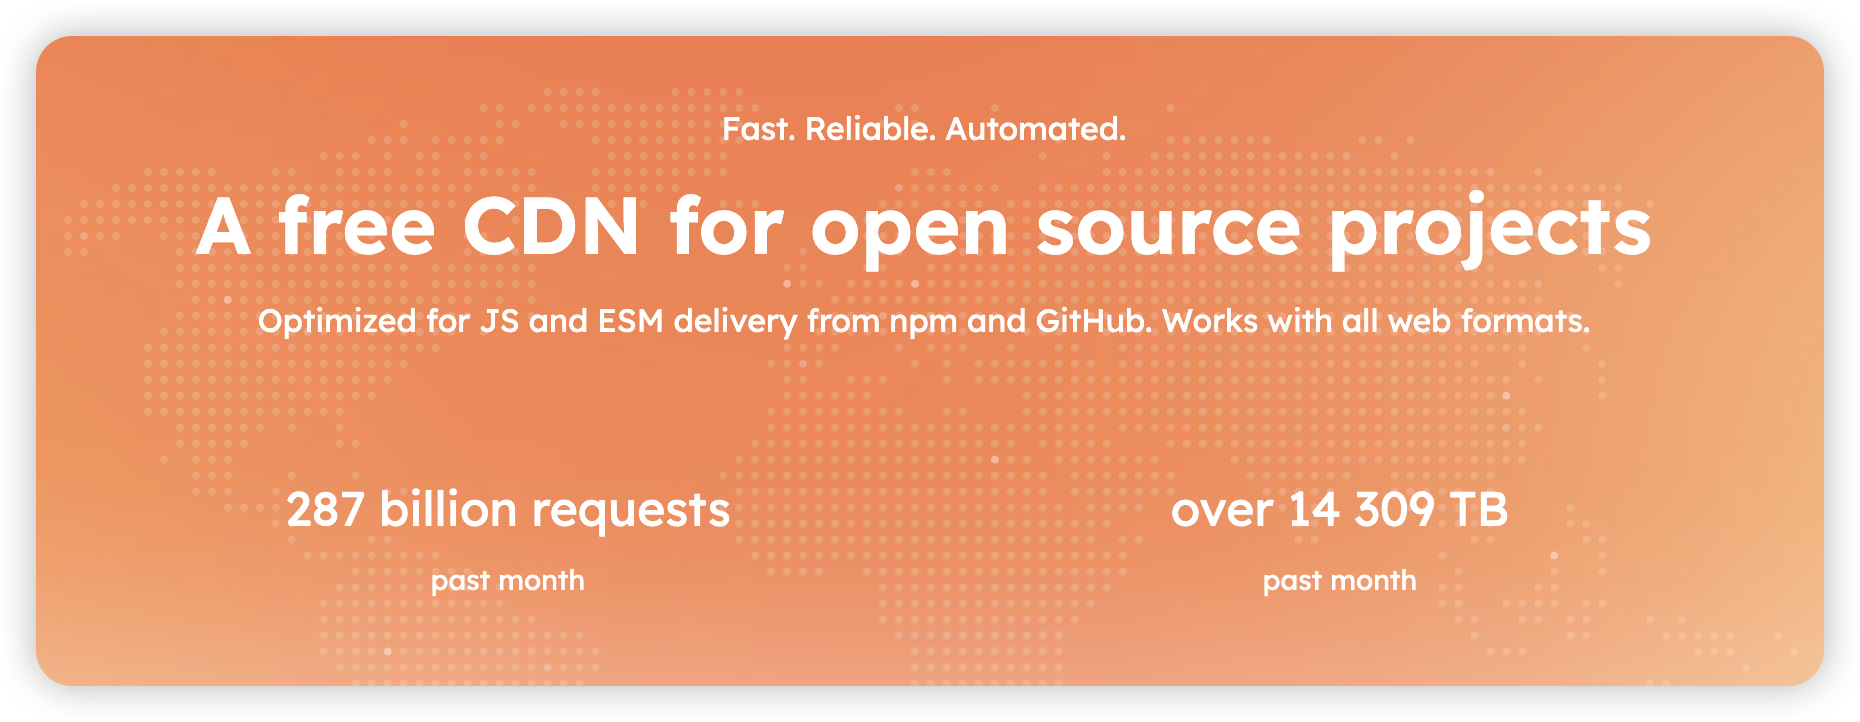 Fast. Reliable. Automated.
A free CDN for open source projects
Optimized for JS and ESM delivery from npm and GitHub. Works with all web formats.
287 billion requests
past month
over 14 309 TB
past month